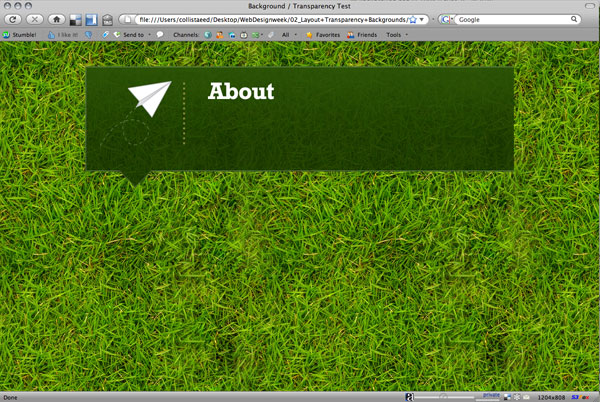 Background / Transparency Test
file:///Users/collistaeed/Desktop/WebDesignweek/02_Layout+Transparency+Backgrounds/
Google
Stumble! I like it! Send to Channels: All Favorites Friends Tools
About
Done
private
1204x808